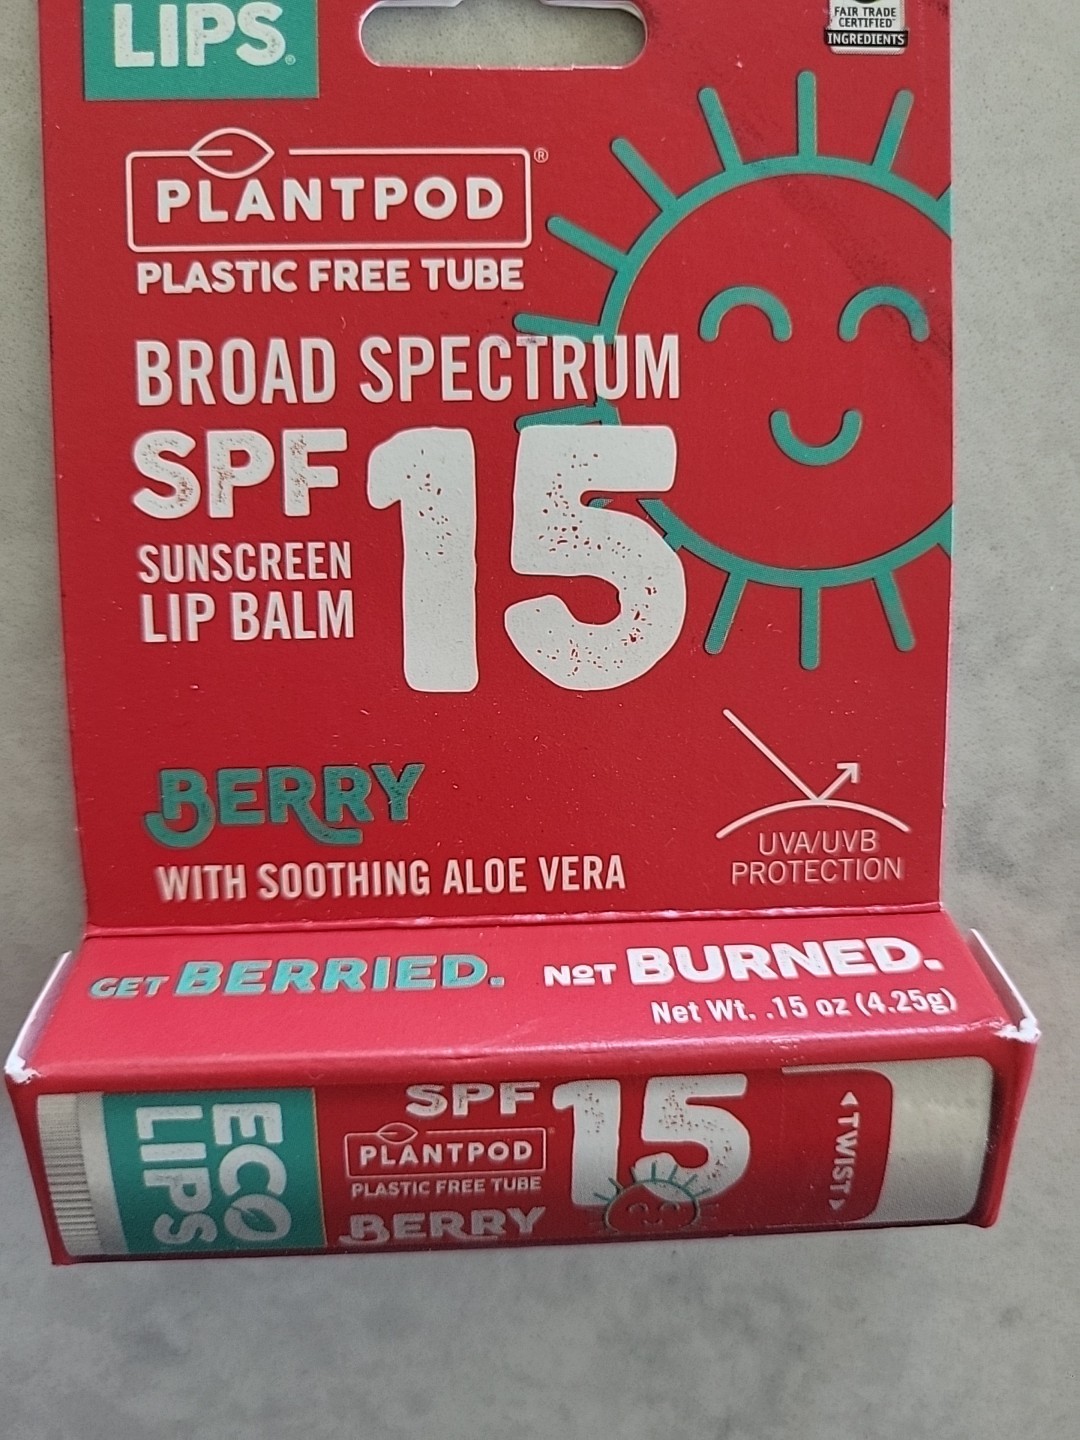 LIPS®
FAIR TRADE
CERTIFIED™
INGREDIENTS
PLANTPOD®
PLASTIC FREE TUBE
BROAD SPECTRUM
SPF 15
SUNSCREEN
LIP BALM
BERRY
WITH SOOTHING ALOE VERA
UVA/UVB
PROTECTION
GET BERRIED. NOT BURNED.
Net Wt. .15 oz (4.25g)
ECO
LIPS
SPF 15
PLANTPOD®
PLASTIC FREE TUBE
BERRY
TWIST